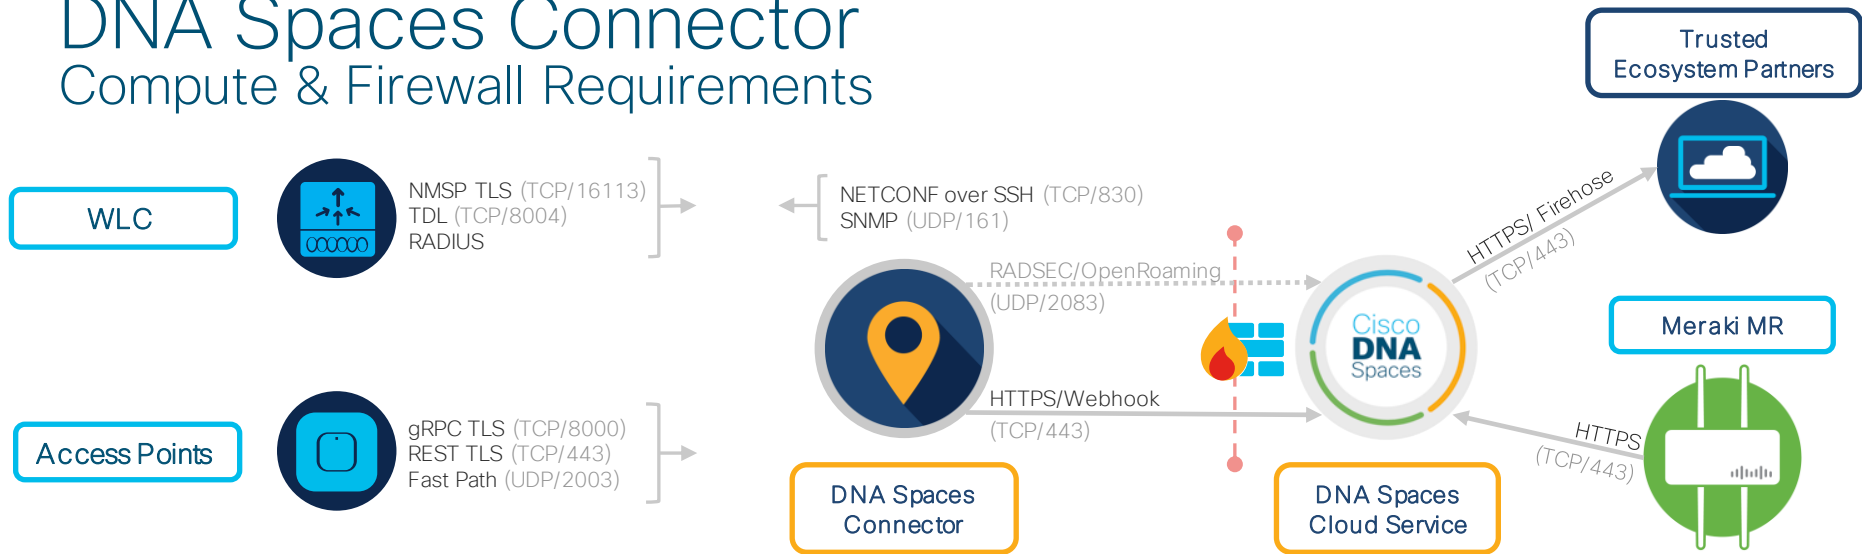 DNA Spaces Connector
Compute & Firewall Requirements
Trusted
Ecosystem Partners
WLC
NMSP TLS (TCP/16113)
TDL (TCP/8004)
RADIUS
NETCONF over SSH (TCP/830)
SNMP (UDP/161)
HTTPS/ Firehose
(TCP/443)
RADSEC/OpenRoaming
(UDP/2083)
Cisco
DNA
Spaces
Meraki MR
HTTPS/Webhook
(TCP/443)
HTTPS
(TCP/443)
Access Points
gRPC TLS (TCP/8000)
REST TLS (TCP/443)
Fast Path (UDP/2003)
DNA Spaces
Connector
DNA Spaces
Cloud Service